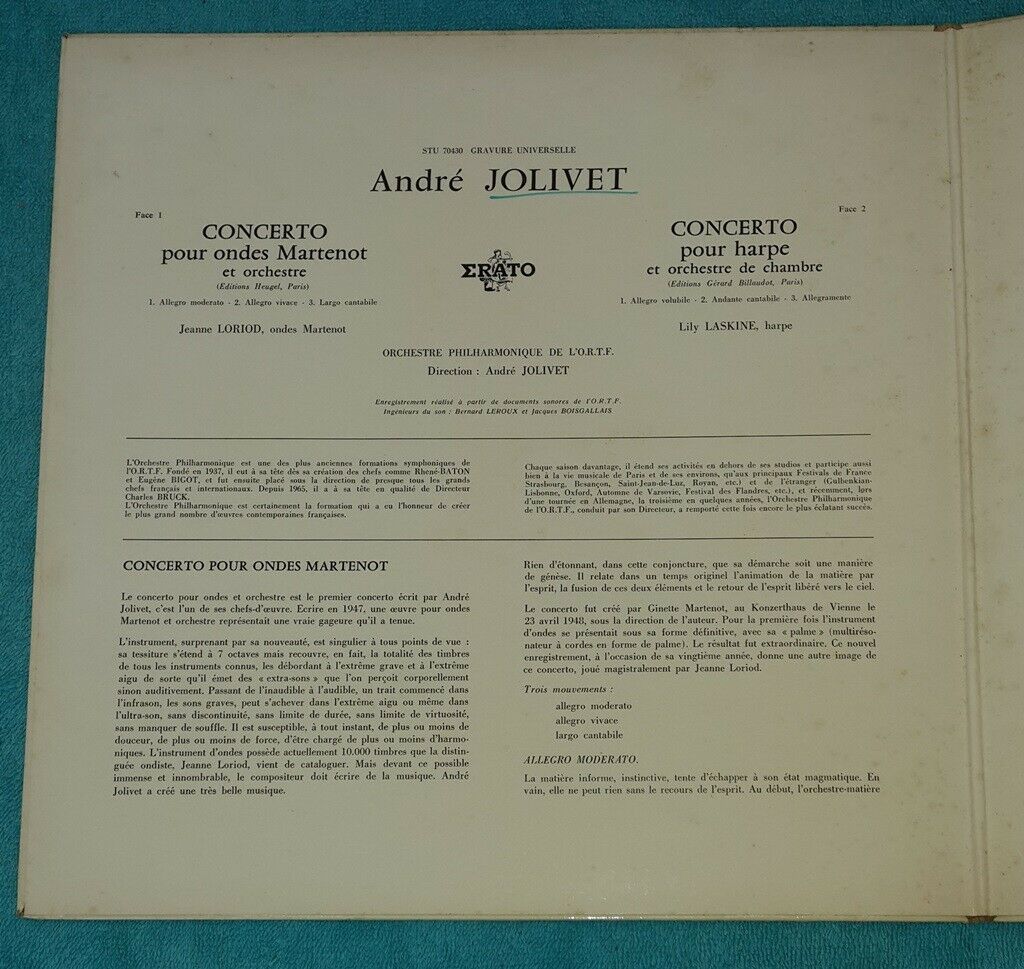 STU 70430 GRAVURE UNIVERSELLE
André JOLIVET
Face 1
CONCERTO
pour ondes Martenot
et orchestre
(Editions Heugel, Paris)
1. Allegro moderato - 2. Allegro vivace - 3. Largo cantabile
Jeanne LORIOD, ondes Martenot
ERATO
Face 2
CONCERTO
pour harpe
et orchestre de chambre
(Editions Gérard Billaudot, Paris)
1. Allegro volubile - 2. Andante cantabile - 3. Allegramente
Lily LASKINE, harpe
ORCHESTRE PHILHARMONIQUE DE L'O.R.T.F.
Direction : André JOLIVET
Enregistrement réalisé à partir de documents sonores de l'O.R.T.F.
Ingénieurs du son : Bernard LEROUX et Jacques BOISGALLAIS
L'Orchestre Philharmonique est une des plus anciennes formations symphoniques de
l'O.R.T.F. Fondé en 1937, il eut à sa tête dès sa création des chefs comme Rhené-BATON
et Eugène BIGOT, et fut ensuite placé sous la direction de presque tous les grands
chefs français et internationaux. Depuis 1965, il a à sa tête en qualité de Directeur
Charles BRUCK.
L'Orchestre Philharmonique est certainement la formation qui a eu l'honneur de créer
le plus grand nombre d'œuvres contemporaines françaises.
Chaque saison davantage, il étend ses activités en dehors de ses studios et participe aussi
bien à la vie musicale de Paris et de ses environs, qu'aux principaux Festivals de France
Strasbourg, Besançon, Saint-Jean-de-Luz, Royan, etc.) et de l'étranger (Gulbenkian-
Lisbonne, Oxford, Automne de Varsovie, Festival des Flandres, etc.), et récemment, lors
d'une tournée en Allemagne, la troisième en quelques années, l'Orchestre Philharmonique
de l'O.R.T.F., conduit par son Directeur, a remporté cette fois encore le plus éclatant succès.
CONCERTO POUR ONDES MARTENOT
Le concerto pour ondes et orchestre est le premier concerto écrit par André
Jolivet, c'est l'un de ses chefs-d'œuvre. Ecrire en 1947, une œuvre pour ondes
Martenot et orchestre représentait une vraie gageure qu'il a tenue.
L'instrument, surprenant par sa nouveauté, est singulier à tous points de vue :
sa tessiture s'étend à 7 octaves mais recouvre, en fait, la totalité des timbres
de tous les instruments connus, les débordant à l'extrême grave et à l'extrême
aigu de sorte qu'il émet des « extra-sons » que l'on perçoit corporellement
sinon auditivement. Passant de l'inaudible à l'audible, un trait commencé dans
l'infrason, les sons graves, peut s'achever dans l'extrême aigu ou même dans
l'ultra-son, sans discontinuité, sans limite de durée, sans limite de virtuosité,
sans manquer de souffle. Il est susceptible, à tout instant, de plus ou moins de
douceur, de plus ou moins de force, d'être chargé de plus ou moins d'harmo-
niques. L'instrument d'ondes possède actuellement 10.000 timbres que la distin-
guée ondiste, Jeanne Loriod, vient de cataloguer. Mais devant ce possible
immense et innombrable, le compositeur doit écrire de la musique. André
Jolivet a créé une très belle musique.
Rien d'étonnant, dans cette conjoncture, que sa démarche soit une manière
de génèse. Il relate dans un temps originel l'animation de la matière par
l'esprit, la fusion de ces deux éléments et le retour de l'esprit libéré vers le ciel.
Le concerto fut créé par Ginette Martenot, au Konzerthaus de Vienne le
23 avril 1948, sous la direction de l'auteur. Pour la première fois l'instrument
d'ondes se présentait sous sa forme définitive, avec sa « palme » (multiréso-
nateur à cordes en forme de palme). Le résultat fut extraordinaire. Ce nouvel
enregistrement, à l'occasion de sa vingtième année, donne une autre image de
ce concerto, joué magistralement par Jeanne Loriod.
Trois mouvements :
allegro moderato
allegro vivace
largo cantabile
ALLEGRO MODERATO.
La matière informe, instinctive, tente d'échapper à son état magmatique. En
vain, elle ne peut rien sans le recours de l'esprit. Au début, l'orchestre-matière